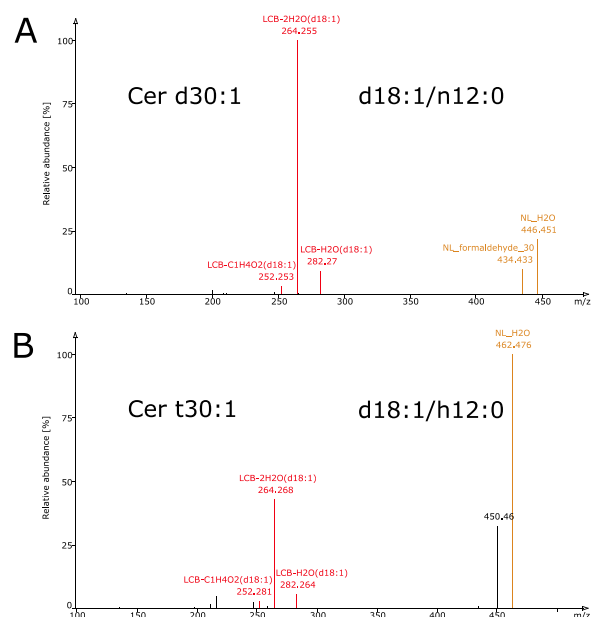 A
LCB-2H2O(d18:1)
264.255
100
Cer d30:1
d18:1/n12:0
75
Relative abundance [%]
50
25
NL_H2O
446.451
LCB-H2O(d18:1)
282.27
NL_formaldehyde_30
434.433
LCB-C1H4O2(d18:1)
252.253
0
100 150 200 250 300 350 400 450 m/z
B
NL_H2O
462.476
100
Cer t30:1
d18:1/h12:0
75
Relative abundance [%]
50
LCB-2H2O(d18:1)
264.268
450.46
25
LCB-C1H4O2(d18:1)
252.281
LCB-H2O(d18:1)
282.264
0
100 150 200 250 300 350 400 450 m/z